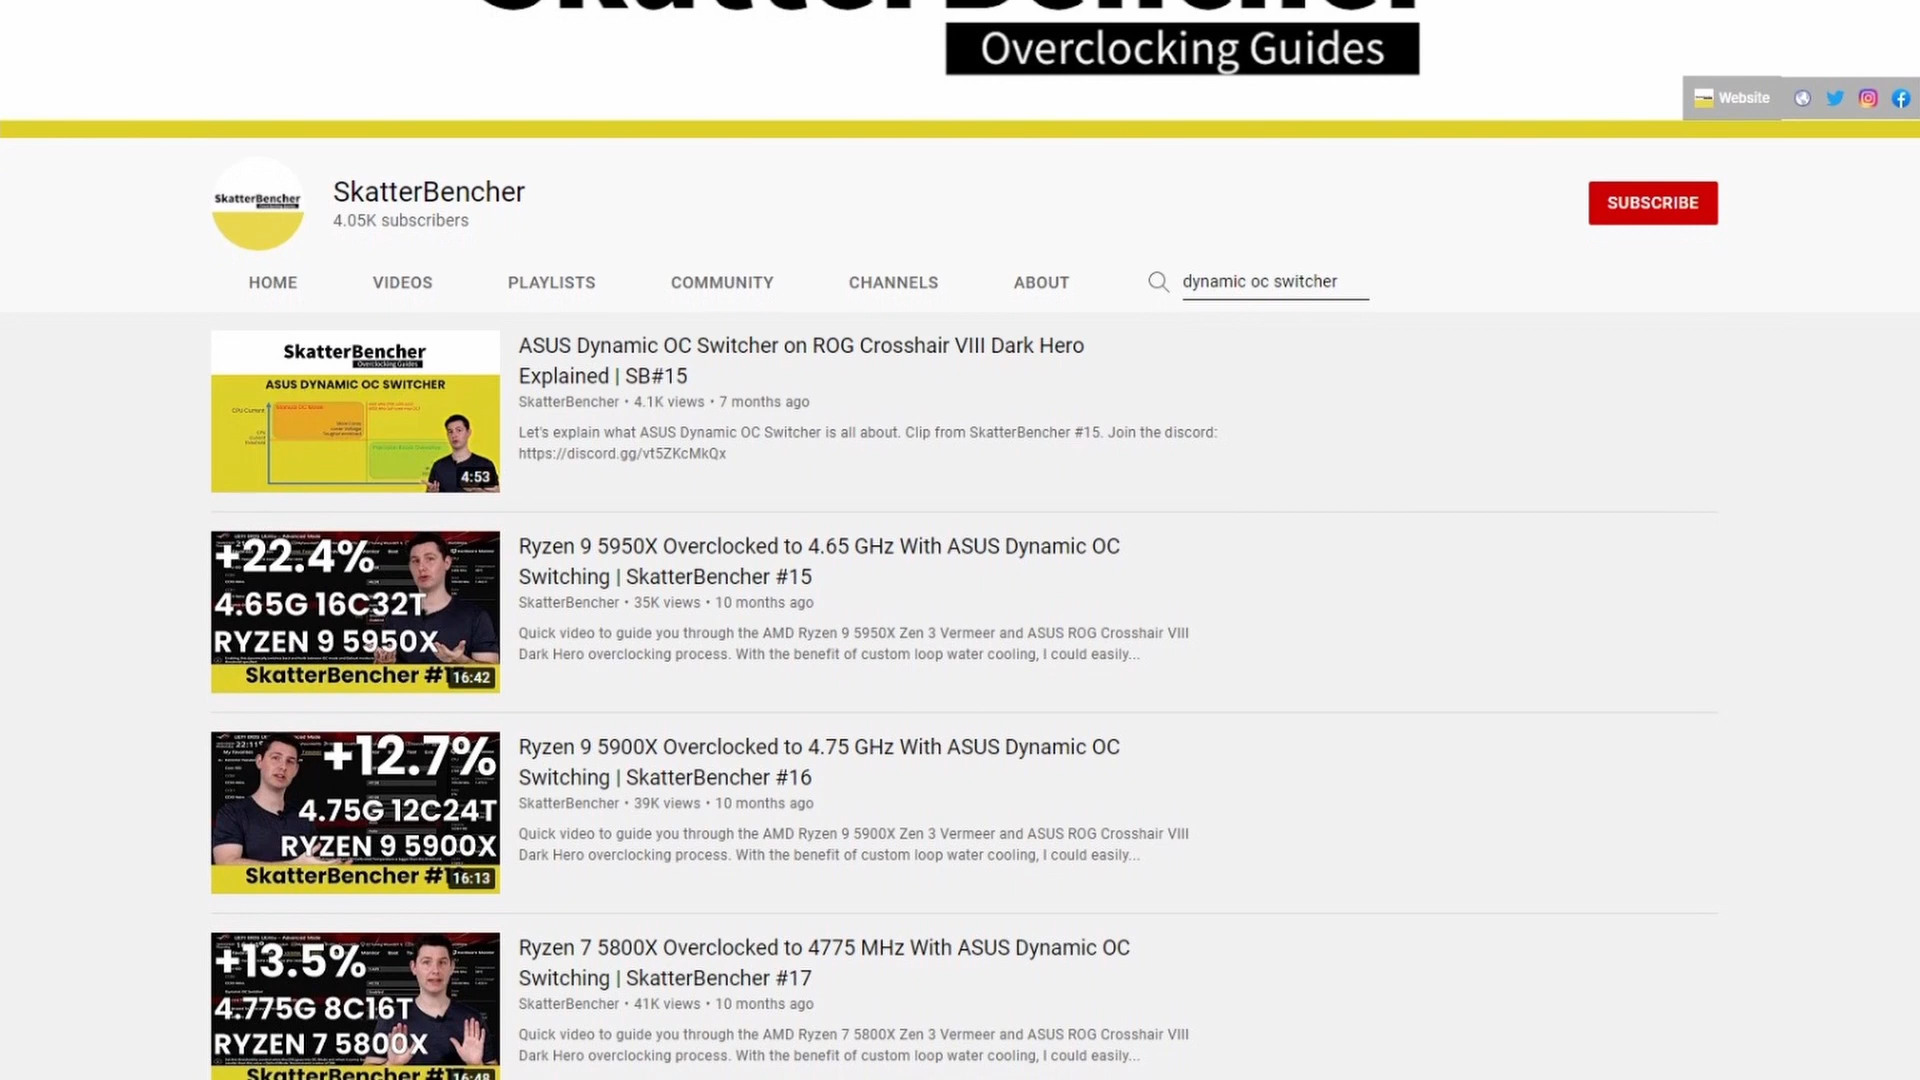 SkatterBencher
Overclocking Guides
Website
SkatterBencher
SkatterBencher
4.05K subscribers
SUBSCRIBE
HOME
VIDEOS
PLAYLISTS
COMMUNITY
CHANNELS
ABOUT
dynamic oc switcher
SkatterBencher
Overclocking Guides
ASUS DYNAMIC OC SWITCHER
4:53
ASUS Dynamic OC Switcher on ROG Crosshair VIII Dark Hero
Explained | SB#15
SkatterBencher • 4.1K views • 7 months ago
Let's explain what ASUS Dynamic OC Switcher is all about. Clip from SkatterBencher #15. Join the discord:
https://discord.gg/vt5ZKcMkQx
+22.4%
4.65G 16C32T
RYZEN 9 5950X
SkatterBencher #1
16:42
Ryzen 9 5950X Overclocked to 4.65 GHz With ASUS Dynamic OC
Switching | SkatterBencher #15
SkatterBencher • 35K views • 10 months ago
Quick video to guide you through the AMD Ryzen 9 5950X Zen 3 Vermeer and ASUS ROG Crosshair VIII
Dark Hero overclocking process. With the benefit of custom loop water cooling, I could easily...
+12.7%
4.75G 12C24T
RYZEN 9 5900X
SkatterBencher #1
16:13
Ryzen 9 5900X Overclocked to 4.75 GHz With ASUS Dynamic OC
Switching | SkatterBencher #16
SkatterBencher • 39K views • 10 months ago
Quick video to guide you through the AMD Ryzen 9 5900X Zen 3 Vermeer and ASUS ROG Crosshair VIII
Dark Hero overclocking process. With the benefit of custom loop water cooling, I could easily...
+13.5%
4.775G 8C16T
RYZEN 7 5800X
SkatterBencher #1
16:48
Ryzen 7 5800X Overclocked to 4775 MHz With ASUS Dynamic OC
Switching | SkatterBencher #17
SkatterBencher • 41K views • 10 months ago
Quick video to guide you through the AMD Ryzen 7 5800X Zen 3 Vermeer and ASUS ROG Crosshair VIII
Dark Hero overclocking process. With the benefit of custom loop water cooling, I could easily...